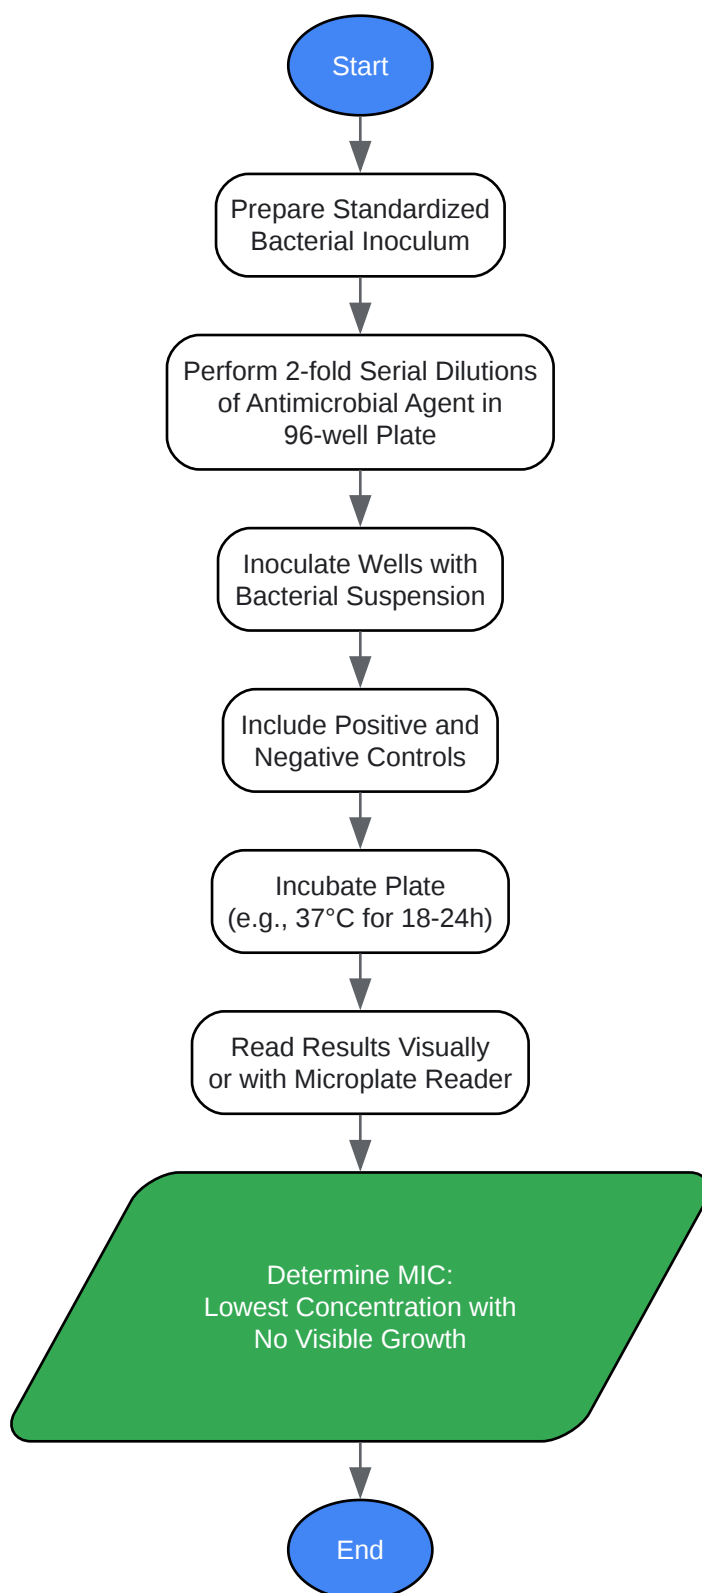 Start
Prepare Standardized
Bacterial Inoculum
Perform 2-fold Serial Dilutions
of Antimicrobial Agent in
96-well Plate
Inoculate Wells with
Bacterial Suspension
Include Positive and
Negative Controls
Incubate Plate
(e.g., 37°C for 18-24h)
Read Results Visually
or with Microplate Reader
Determine MIC:
Lowest Concentration with
No Visible Growth
End